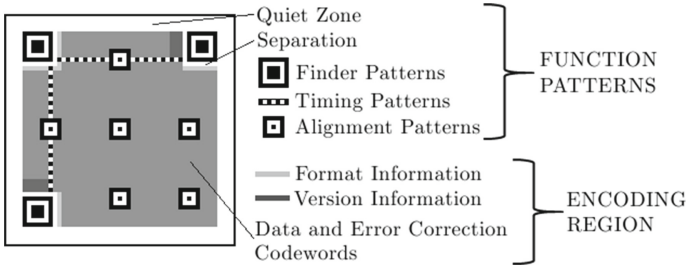 Quiet Zone
Separation
Finder Patterns
Timing Patterns
Alignment Patterns
FUNCTION
PATTERNS
Format Information
Version Information
Data and Error Correction
Codewords
ENCODING
REGION